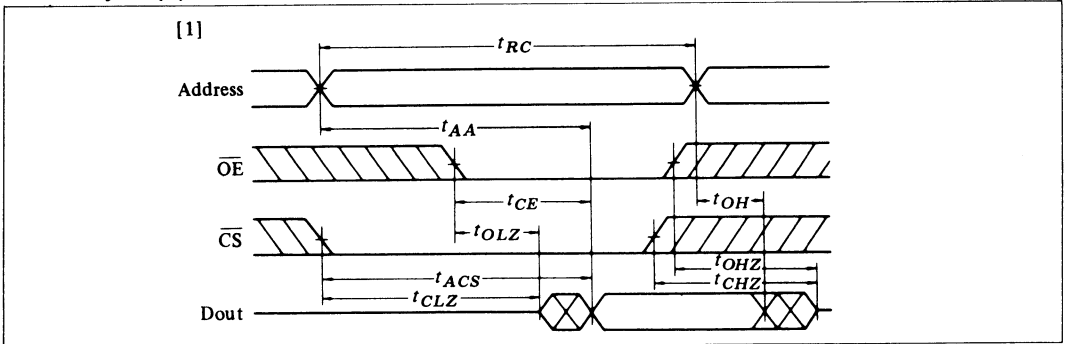 [1]
tRC
Address
tAA
OE
tCE
tOH
tOLZ
CS
tOHZ
tACS
tCHZ
tCLZ
Dout